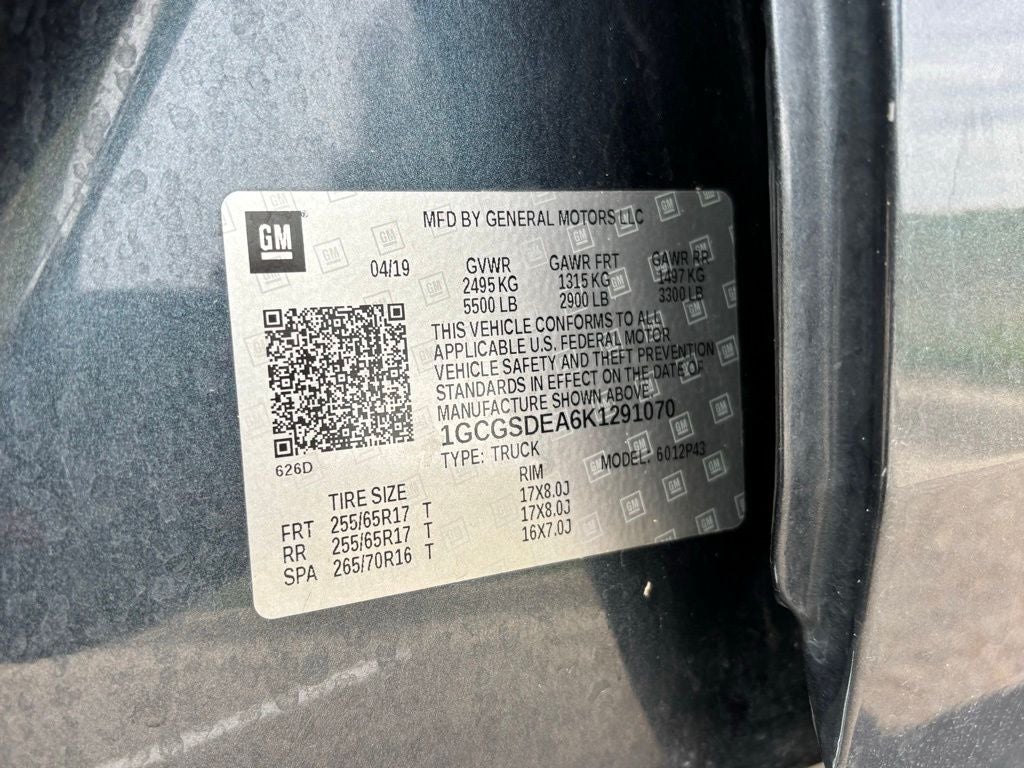 GM
MFD BY GENERAL MOTORS LLC
04/19
GVWR GAWR FRT GAWR RR
2495 KG 1315 KG 1497 KG
5500 LB 2900 LB 3300 LB
THIS VEHICLE CONFORMS TO ALL
APPLICABLE U.S. FEDERAL MOTOR
VEHICLE SAFETY AND THEFT PREVENTION
STANDARDS IN EFFECT ON THE DATE OF
MANUFACTURE SHOWN ABOVE
1GCGSDEA6K1291070
626D
TYPE: TRUCK MODEL: 6012P43
TIRE SIZE RIM
FRT 255/65R17 T 17X8.0J
RR 255/65R17 T 17X8.0J
SPA 265/70R16 T 16X7.0J